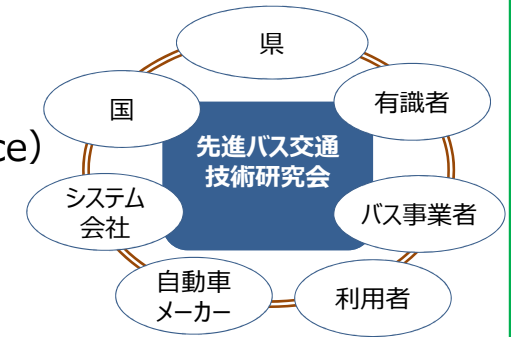 県
国
有識者
ce）
先進バス交通
技術研究会
システム
会社
バス事業者
自動車
メーカー
利用者